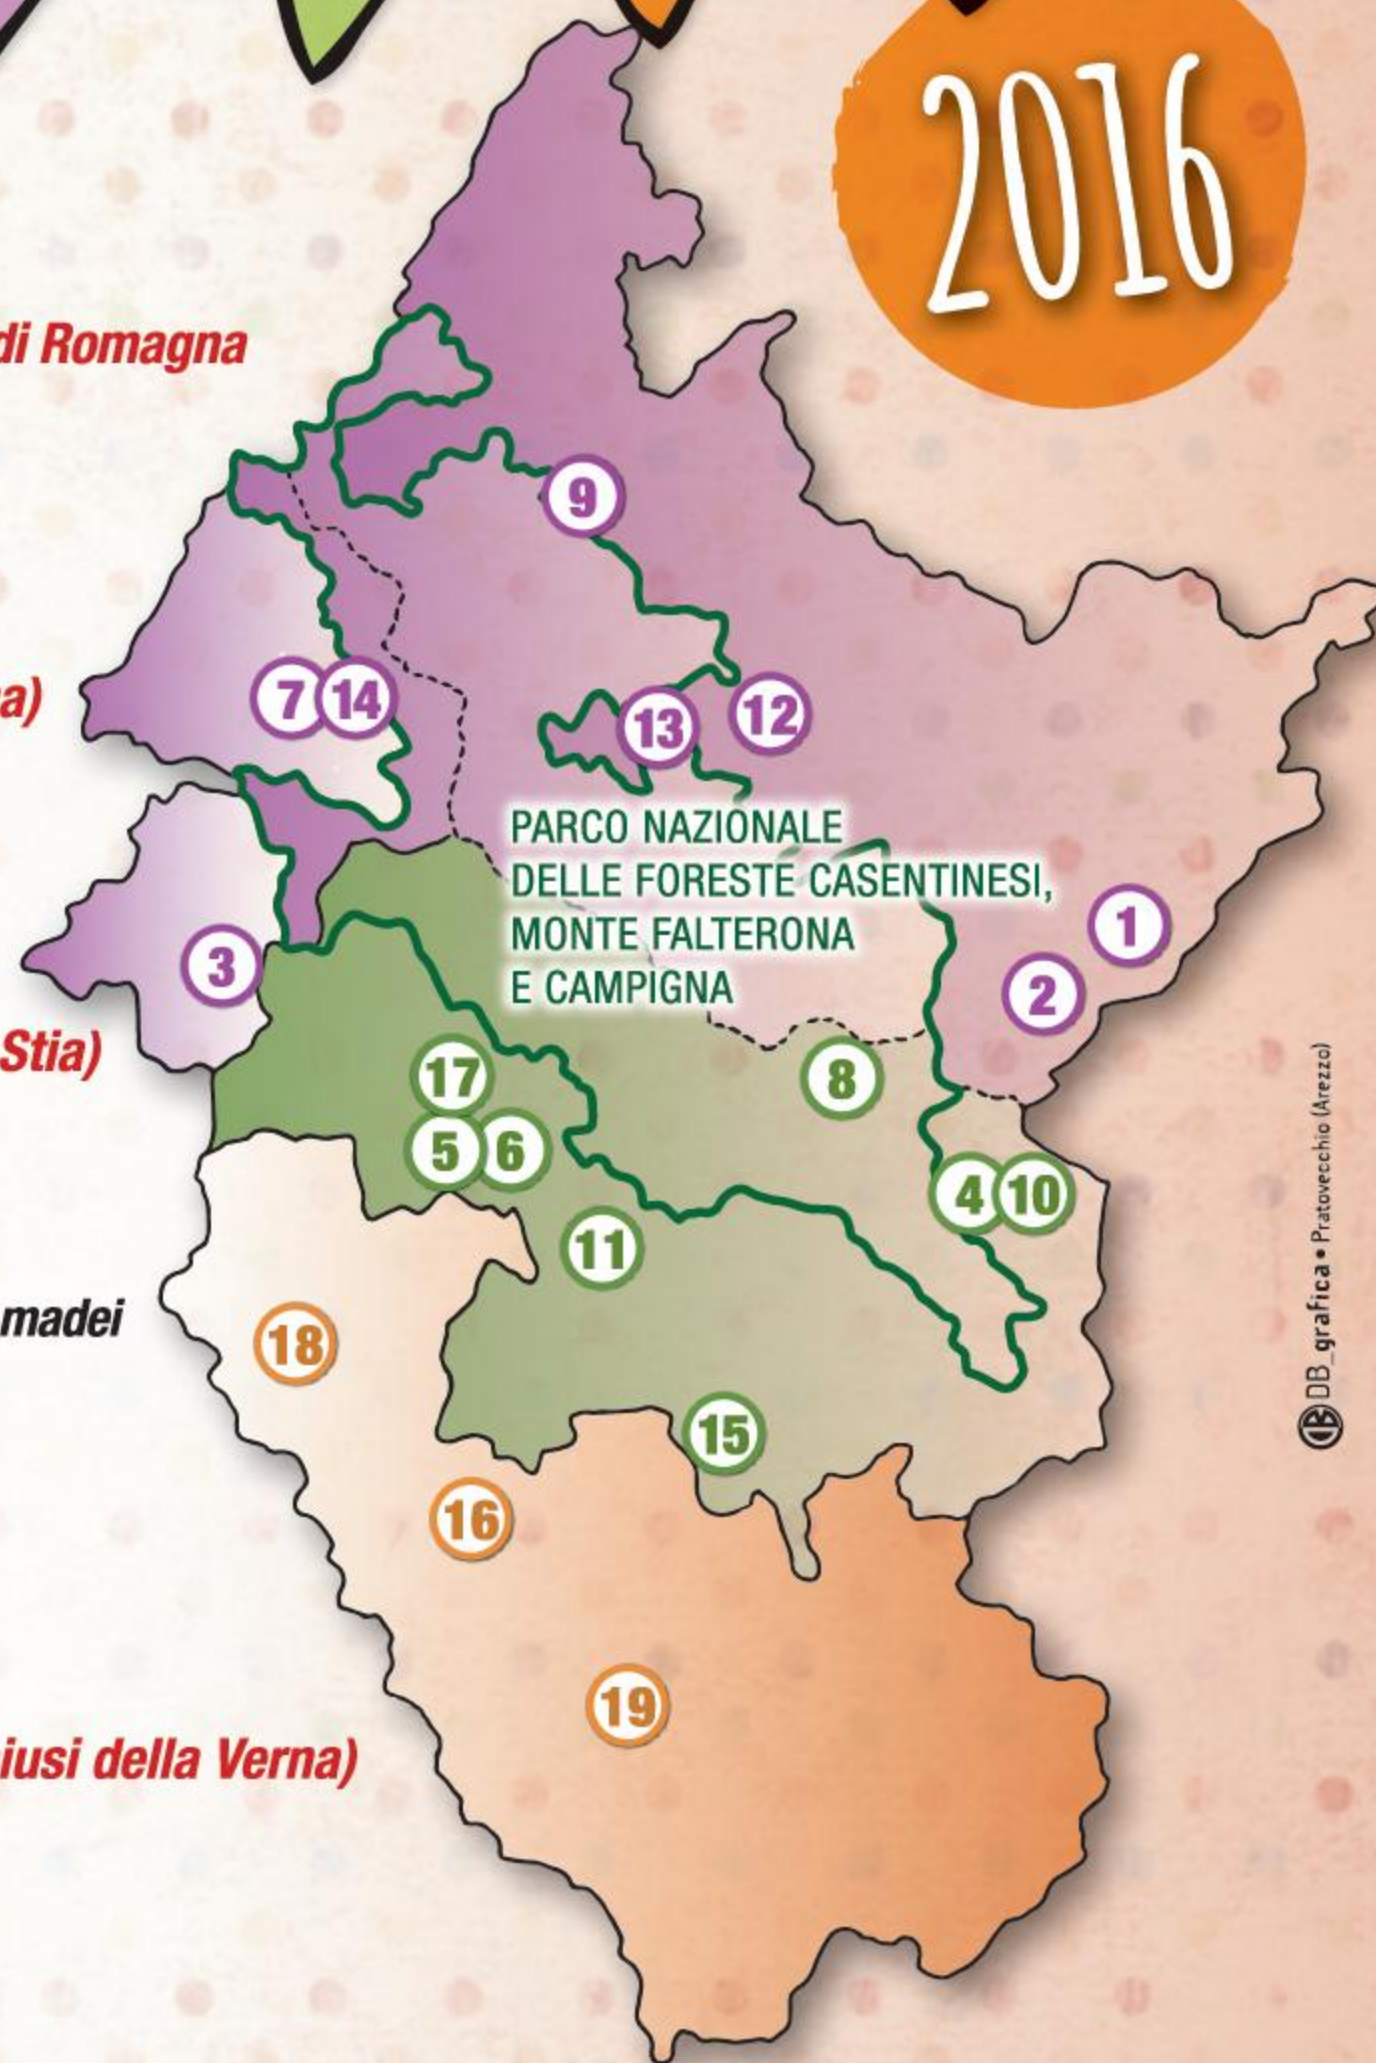 2016
di Romagna
9
a)
7 14
13 12
PARCO NAZIONALE
DELLE FORESTE CASENTINESI,
MONTE FALTERONA
E CAMPIGNA
1
3
2
Stia)
17
8
5 6
4 10
11
madei
18
15
16
19
iusi della Verna)
DB_grafica • Pratovecchio (Arezzo)